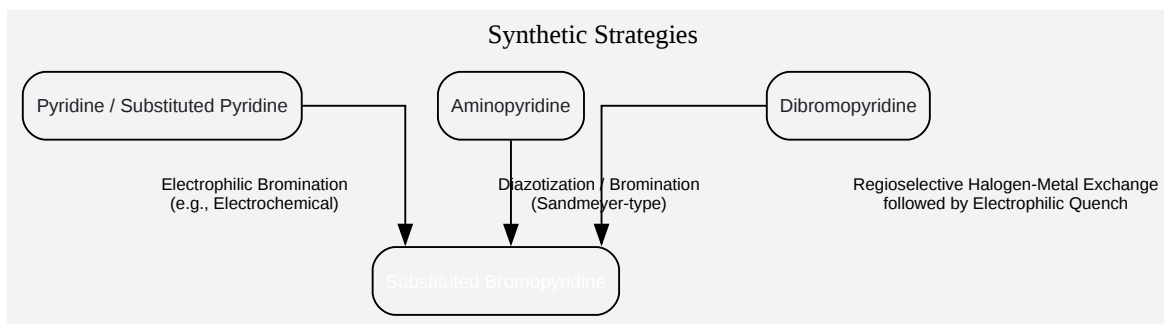 Synthetic Strategies
Pyridine / Substituted Pyridine
Aminopyridine
Dibromopyridine
Electrophilic Bromination
(e.g., Electrochemical)
Diazotization / Bromination
(Sandmeyer-type)
Regioselective Halogen-Metal Exchange
followed by Electrophilic Quench
Substituted Bromopyridine